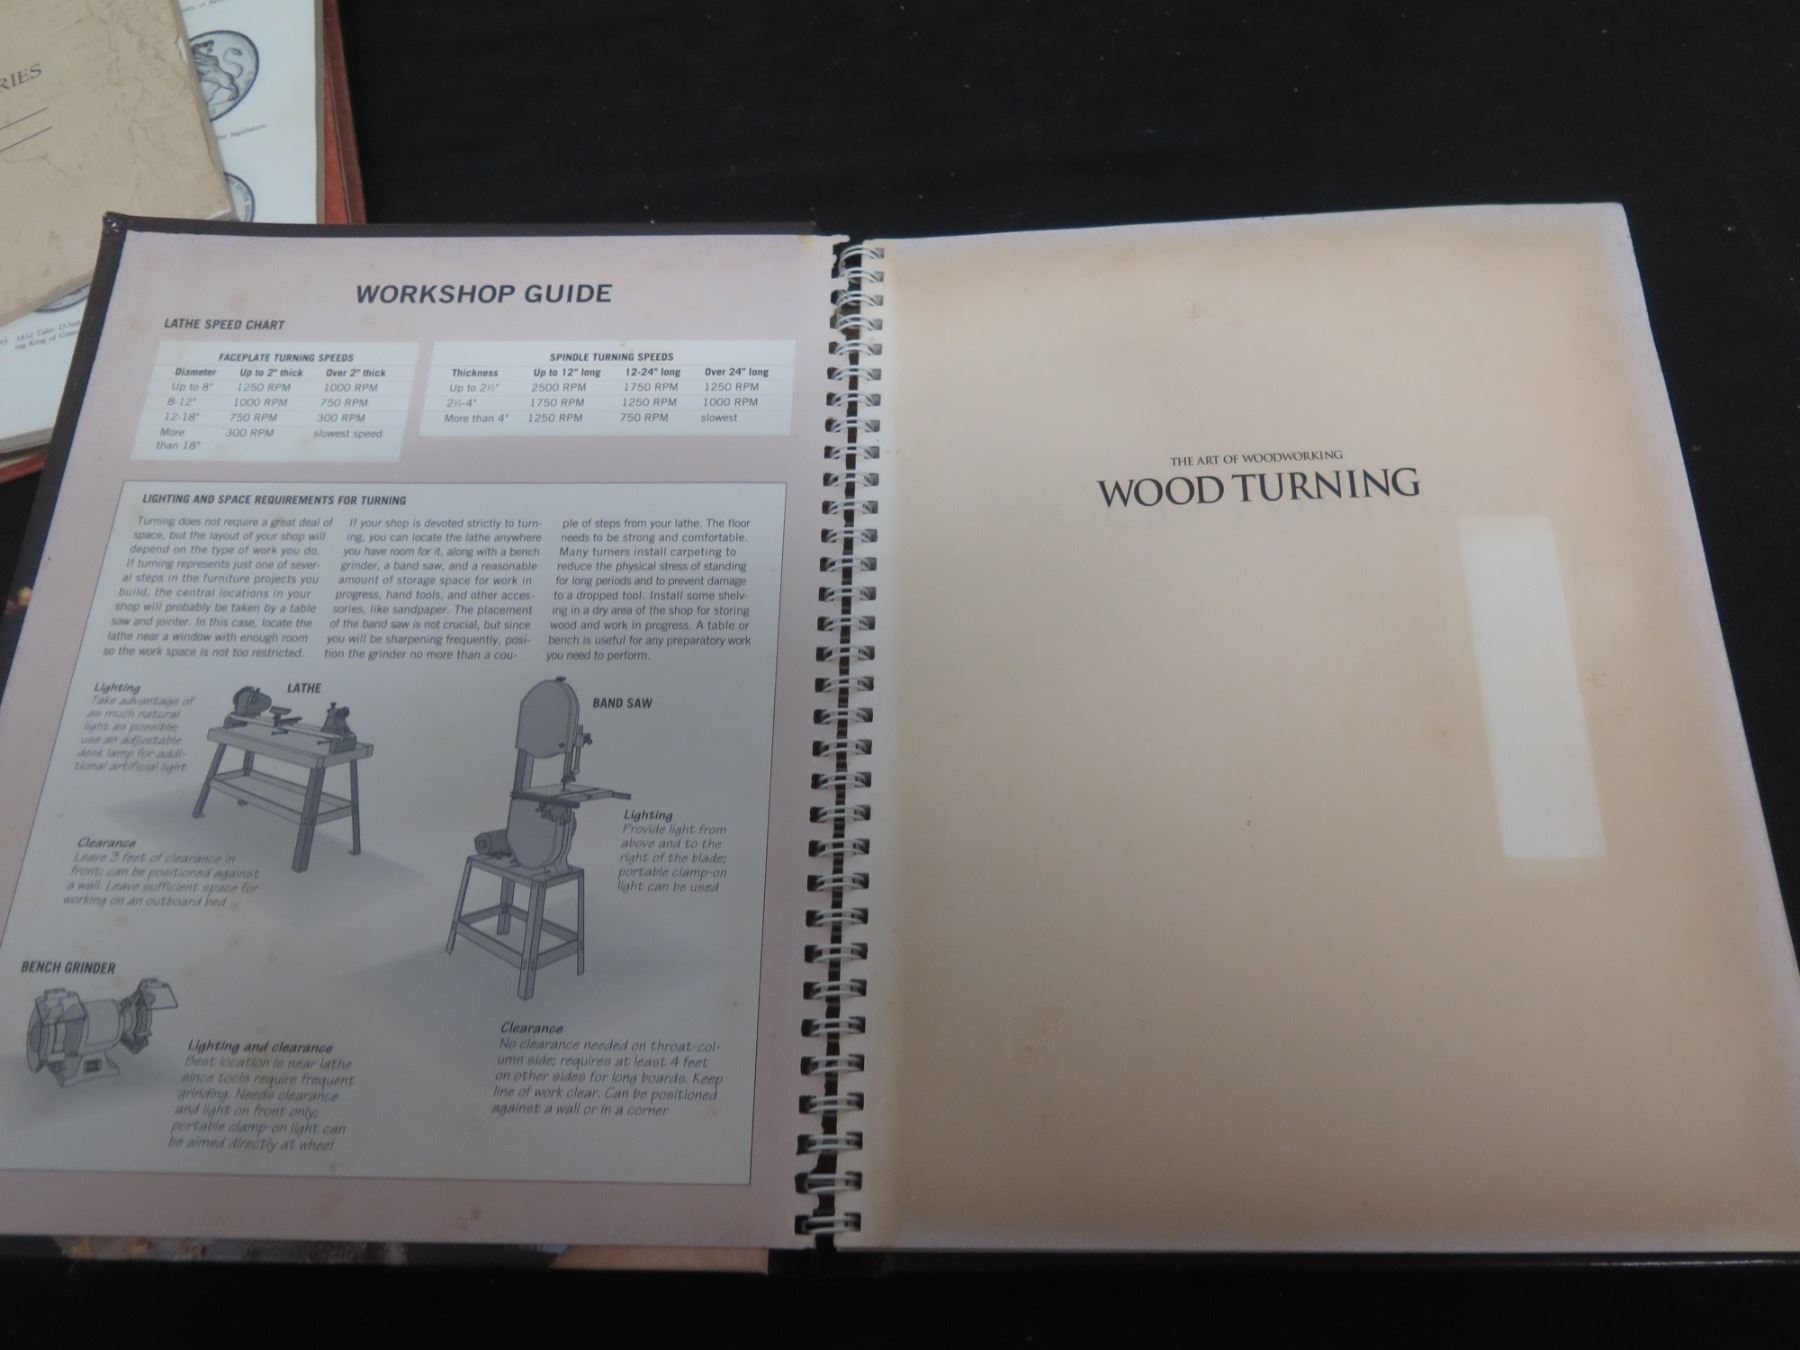 RIES
WORKSHOP GUIDE
LATHE SPEED CHART
FACEPLATE TURNING SPEEDS
Diameter Up to 2" thick Over 2" thick
Up to 8" 1250 RPM 1000 RPM
8-12" 1000 RPM 750 RPM
12-18" 750 RPM 300 RPM
More 300 RPM slowest speed
than 18"
SPINDLE TURNING SPEEDS
Thickness Up to 12" long 12-24" long Over 24" long
Up to 2½" 2500 RPM 1750 RPM 1250 RPM
2½-4" 1750 RPM 1250 RPM 1000 RPM
More than 4" 1250 RPM 750 RPM slowest
LIGHTING AND SPACE REQUIREMENTS FOR TURNING
Turning does not require a great deal of
space, but the layout of your shop will
depend on the type of work you do.
If turning represents just one of sever-
al steps in the furniture projects you
build, the central locations in your
shop will probably be taken by a table
saw and jointer. In this case, locate the
lathe near a window with enough room
so the work space is not too restricted.
If your shop is devoted strictly to turn-
ing, you can locate the lathe anywhere
you have room for it, along with a bench
grinder, a band saw, and a reasonable
amount of storage space for work in
progress, hand tools, and other acces-
sories, like sandpaper. The placement
of the band saw is not crucial, but since
you will be sharpening frequently, posi-
tion the grinder no more than a cou-
ple of steps from your lathe. The floor
needs to be strong and comfortable.
Many turners install carpeting to
reduce the physical stress of standing
for long periods and to prevent damage
to a dropped tool. Install some shelv-
ing in a dry area of the shop for storing
wood and work in progress. A table or
bench is useful for any preparatory work
you need to perform.
Lighting
Take advantage of
as much natural
light as possible;
use an adjustable
desk lamp for addi-
tional artificial light
LATHE
BAND SAW
Clearance
Leave 3 feet of clearance in
front; can be positioned against
a wall. Leave sufficient space for
working on an outboard bed
Lighting
Provide light from
above and to the
right of the blade;
portable clamp-on
light can be used
BENCH GRINDER
Lighting and clearance
Best location is near lathe
since tools require frequent
grinding. Needs clearance
and light on front only;
portable clamp-on light can
be aimed directly at wheel
Clearance
No clearance needed on throat-col-
umn side; requires at least 4 feet
on other sides for long boards. Keep
line of work clear. Can be positioned
against a wall or in a corner
THE ART OF WOODWORKING
WOOD TURNING